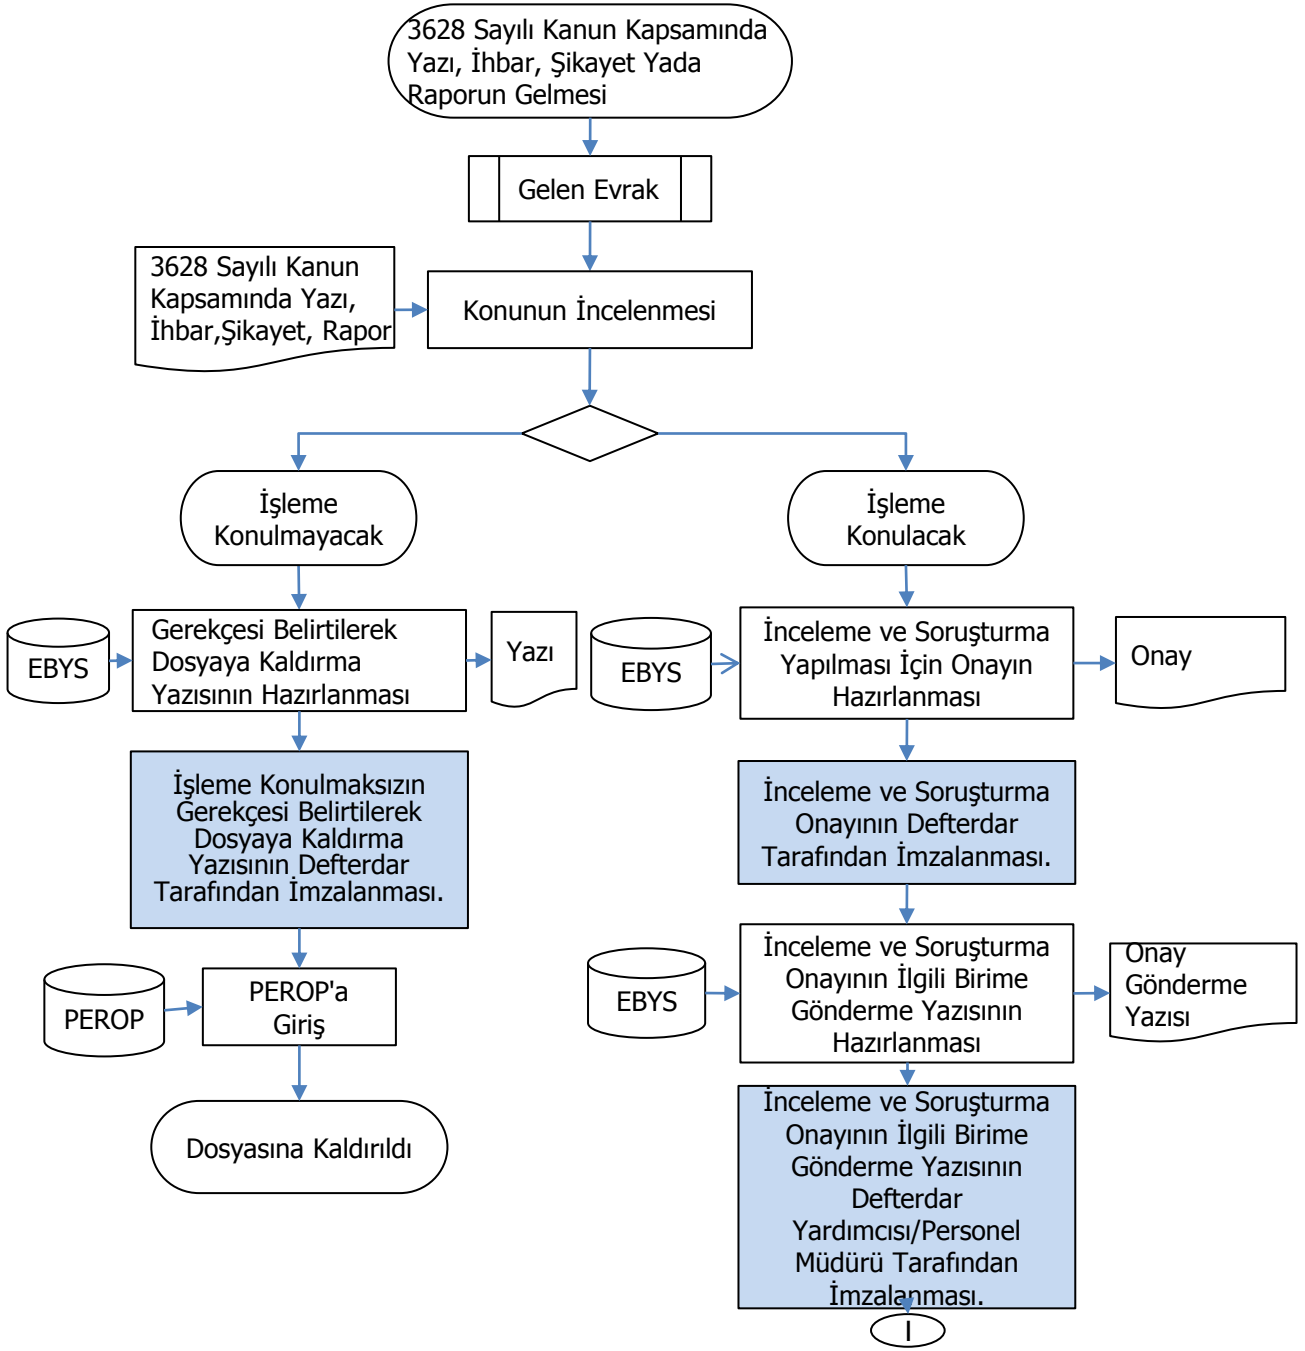 3628 Sayılı Kanun Kapsamında
Yazı, İhbar, Şikayet Yada
Raporun Gelmesi
Gelen Evrak
3628 Sayılı Kanun
Kapsamında Yazı,
İhbar,Şikayet, Rapor
Konunun İncelenmesi
İşleme
Konulmayacak
İşleme
Konulacak
EBYS
Gerekçesi Belirtilerek
Dosyaya Kaldırma
Yazısının Hazırlanması
Yazı
EBYS
İnceleme ve Soruşturma
Yapılması İçin Onayın
Hazırlanması
Onay
İşleme Konulmaksızın
Gerekçesi Belirtilerek
Dosyaya Kaldırma
Yazısının Defterdar
Tarafından İmzalanması.
İnceleme ve Soruşturma
Onayının Defterdar
Tarafından İmzalanması.
PEROP
PEROP'a
Giriş
EBYS
İnceleme ve Soruşturma
Onayının İlgili Birime
Gönderme Yazısının
Hazırlanması
Onay
Gönderme
Yazısı
Dosyasına Kaldırıldı
İnceleme ve Soruşturma
Onayının İlgili Birime
Gönderme Yazısının
Defterdar
Yardımcısı/Personel
Müdürü Tarafından
İmzalanması.
I